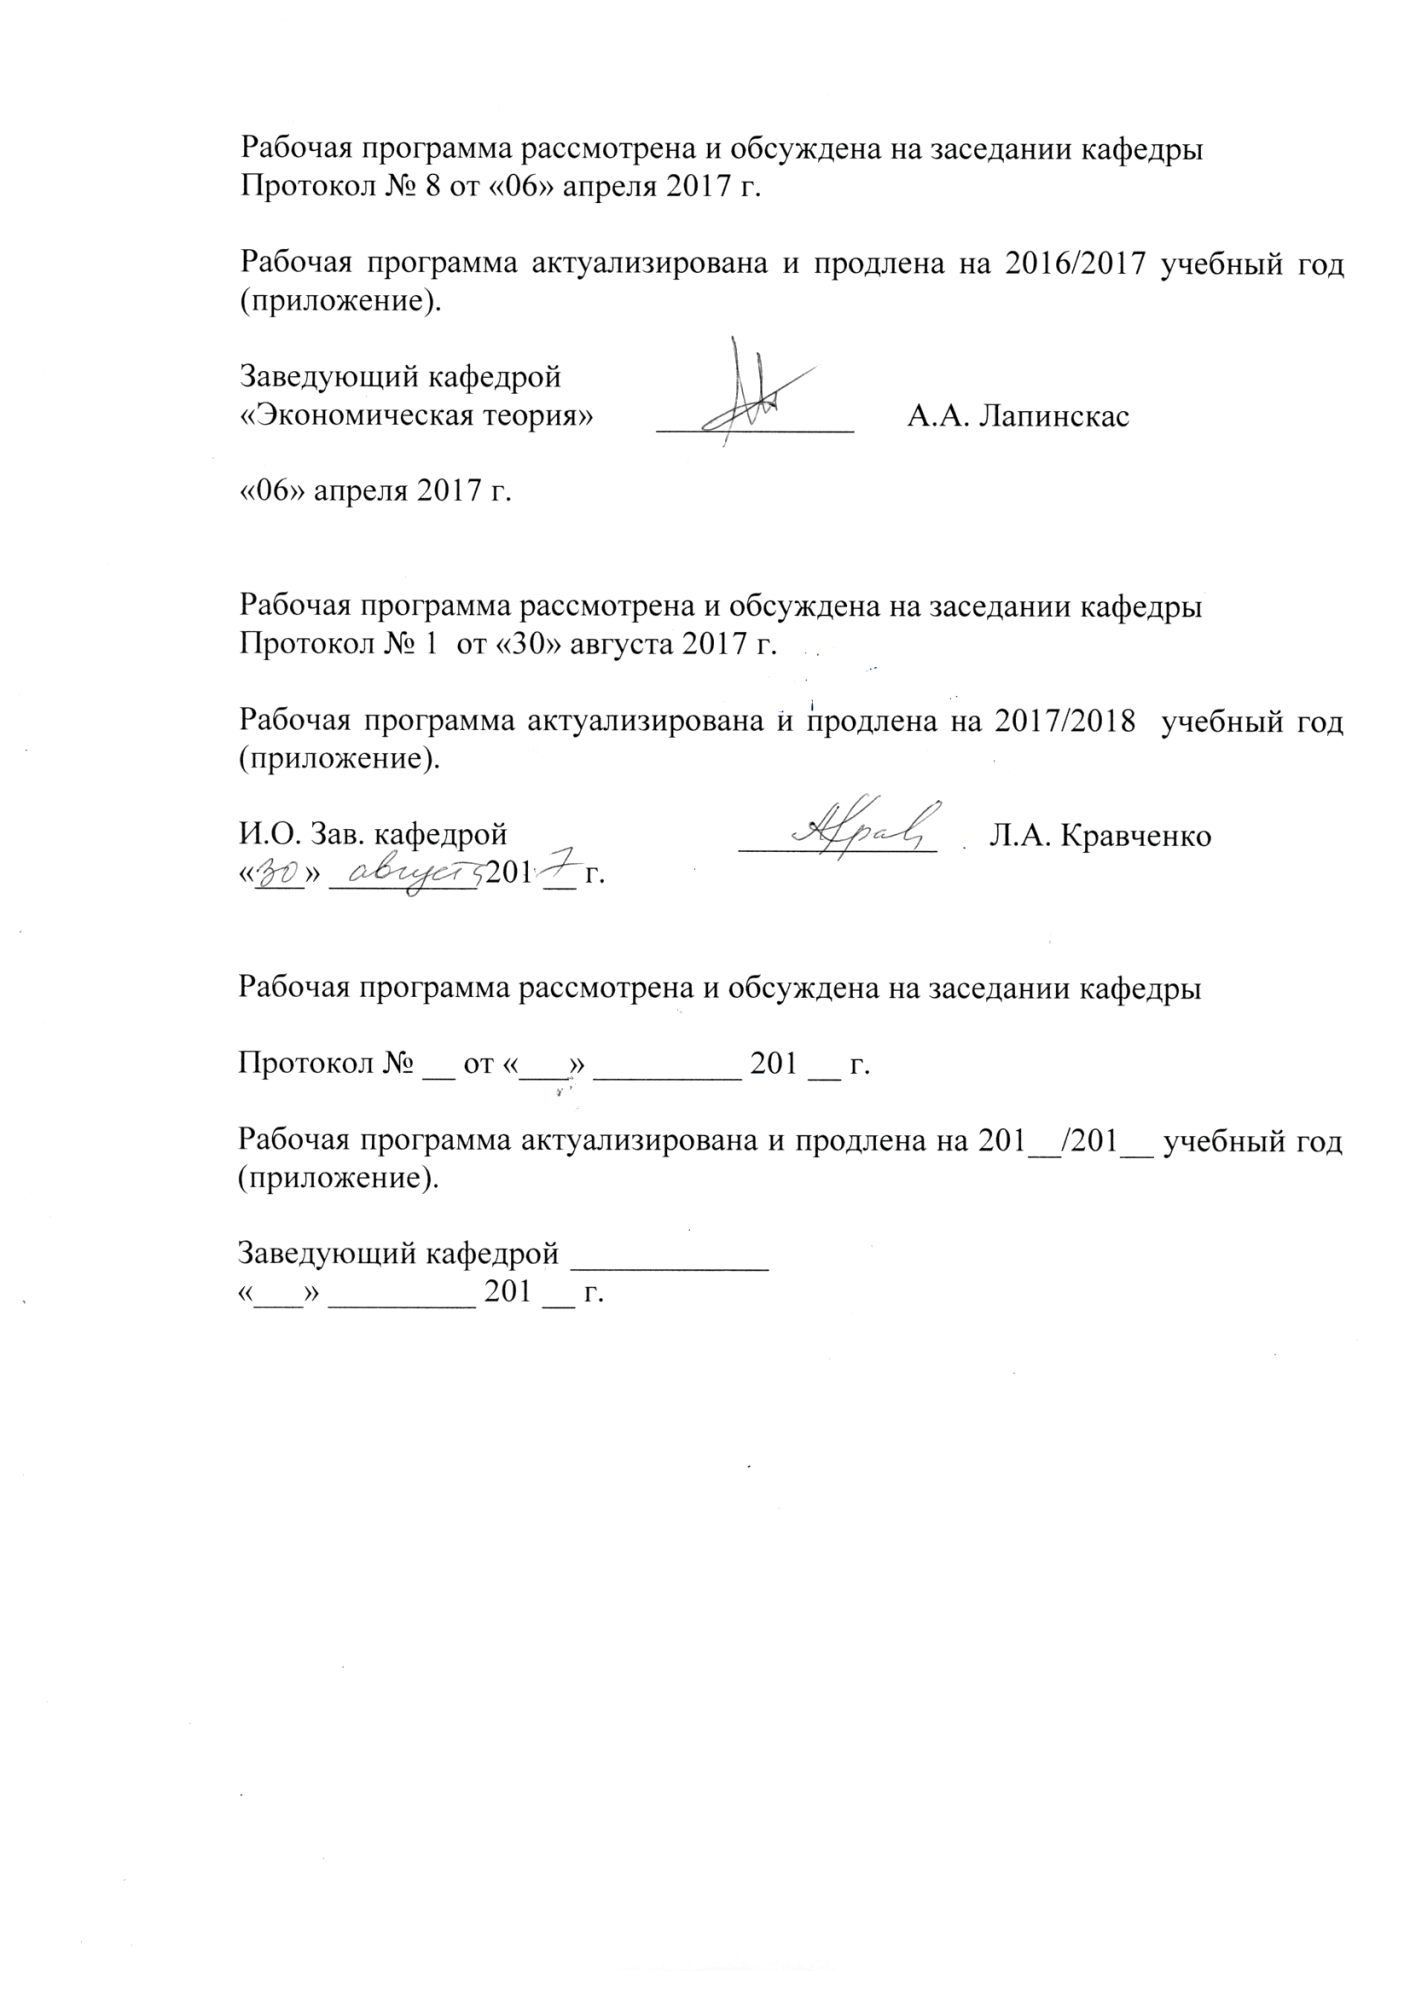 Рабочая программа рассмотрена и обсуждена на заседании кафедры
Протокол № 8 от «06» апреля 2017 г.
Рабочая программа актуализирована и продлена на 2016/2017 учебный год
(приложение).
Заведующий кафедрой
«Экономическая теория» ____________ А.А. Лапинскас
«06» апреля 2017 г.
Рабочая программа рассмотрена и обсуждена на заседании кафедры
Протокол № 1 от «30» августа 2017 г.
Рабочая программа актуализирована и продлена на 2017/2018 учебный год
(приложение).
И.О. Зав. кафедрой ____________ Л.А. Кравченко
«30» августа 2017 г.
Рабочая программа рассмотрена и обсуждена на заседании кафедры
Протокол № __ от «___» _________ 201 __ г.
Рабочая программа актуализирована и продлена на 201__/201__ учебный год
(приложение).
Заведующий кафедрой ____________
«___» _________ 201 __ г.